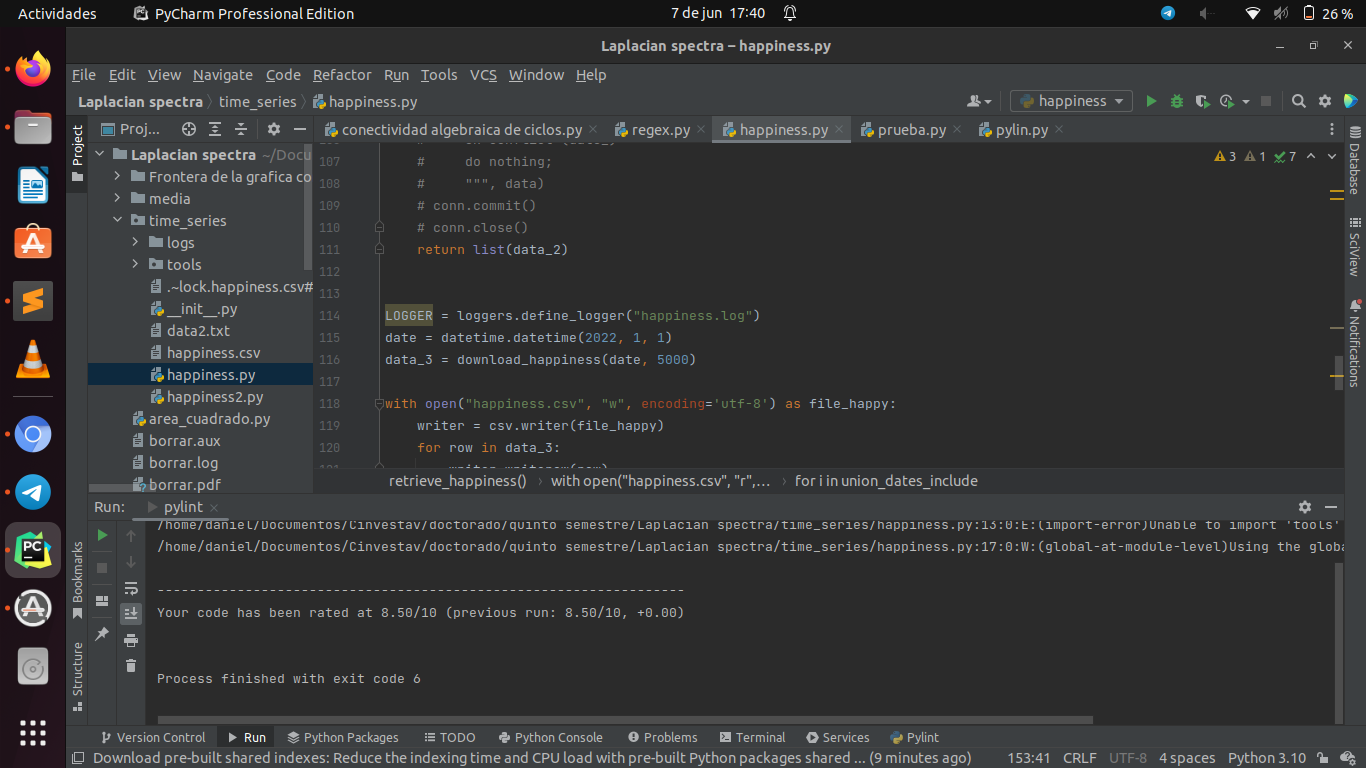 Actividades PyCharm Professional Edition 7 de jun 17:40 26 %
Laplacian spectra – happiness.py
File Edit View Navigate Code Refactor Run Tools VCS Window Help
Laplacian spectra time_series happiness.py happiness
Project Proj... conectividad algebraica de ciclos.py regex.py happiness.py prueba.py pylin.py
Laplacian spectra ~/Docu
Frontera de la grafica co
media
time_series
logs
tools
.~lock.happiness.csv#
__init__.py
data2.txt
happiness.csv
happiness.py
happiness2.py
area_cuadrado.py
borrar.aux
borrar.log
borrar.pdf
3 1 7
107 # do nothing;
108 # """, data)
109 # conn.commit()
110 # conn.close()
111 return list(data_2)
112
113
114 LOGGER = loggers.define_logger("happiness.log")
115 date = datetime.datetime(2022, 1, 1)
116 data_3 = download_happiness(date, 5000)
117
118 with open("happiness.csv", "w", encoding='utf-8') as file_happy:
119 writer = csv.writer(file_happy)
120 for row in data_3:
retrieve_happiness() › with open("happiness.csv", "r",... › for i in union_dates_include
Database
SciView
Notifications
Run: pylint
/home/daniel/Documentos/Cinvestav/doctorado/quinto semestre/Laplacian spectra/time_series/happiness.py:13:0:E:(import-error)Unable to import 'tools'
/home/daniel/Documentos/Cinvestav/doctorado/quinto semestre/Laplacian spectra/time_series/happiness.py:17:0:W:(global-at-module-level)Using the globa
------------------------------------------------------------------
Your code has been rated at 8.50/10 (previous run: 8.50/10, +0.00)
Process finished with exit code 6
Bookmarks
Structure
Version Control Run Python Packages TODO Python Console Problems Terminal Services Pylint
Download pre-built shared indexes: Reduce the indexing time and CPU load with pre-built Python packages shared ... (9 minutes ago) 153:41 CRLF UTF-8 4 spaces Python 3.10